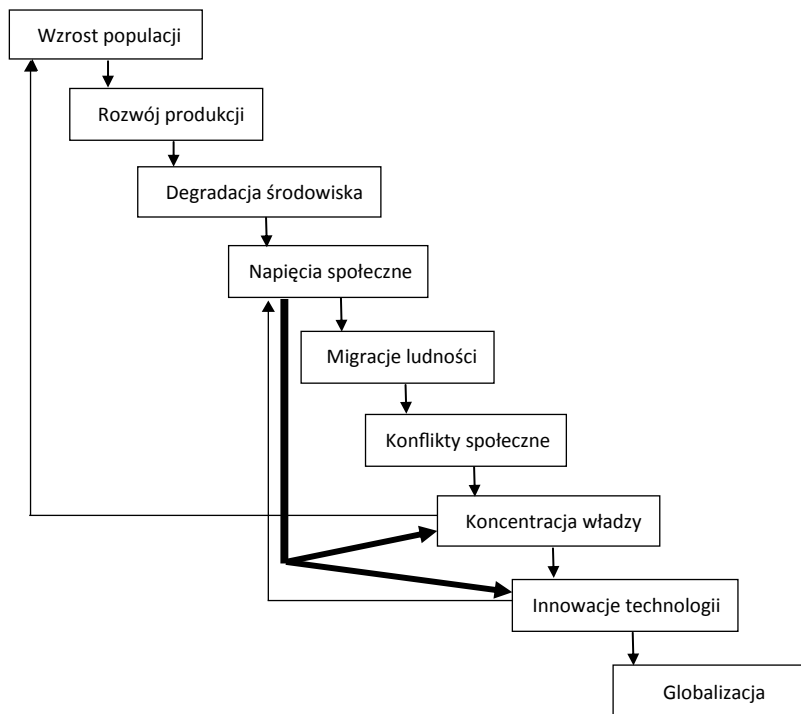 Wzrost populacji
Rozwój produkcji
Degradacja środowiska
Napięcia społeczne
Migracje ludności
Konflikty społeczne
Koncentracja władzy
Innowacje technologii
Globalizacja